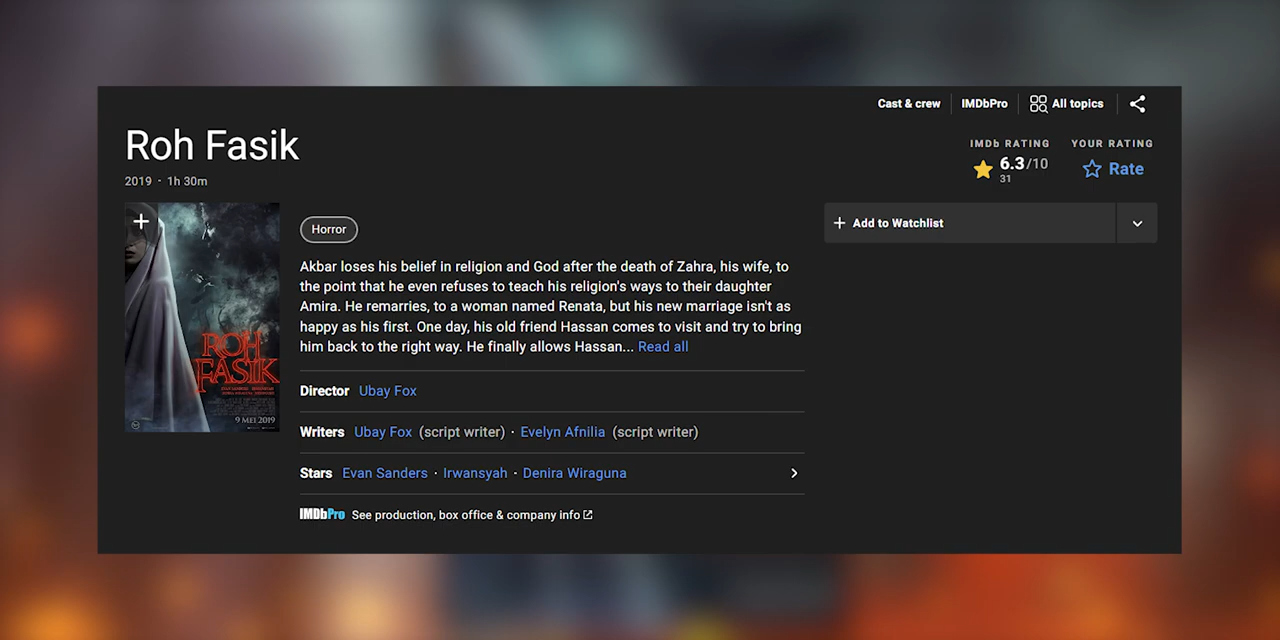 Cast & crew
IMDbPro
All topics
Roh Fasik
2019 · 1h 30m
IMDb RATING
6.3/10
31
YOUR RATING
Rate
ROH
FASIK
9 MEI 2019
Horror
Add to Watchlist
Akbar loses his belief in religion and God after the death of Zahra, his wife, to
the point that he even refuses to teach his religion's ways to their daughter
Amira. He remarries, to a woman named Renata, but his new marriage isn't as
happy as his first. One day, his old friend Hassan comes to visit and try to bring
him back to the right way. He finally allows Hassan... Read all
Director Ubay Fox
Writers Ubay Fox (script writer) · Evelyn Afnilia (script writer)
Stars Evan Sanders · Irwansyah · Denira Wiraguna
IMDbPro See production, box office & company info